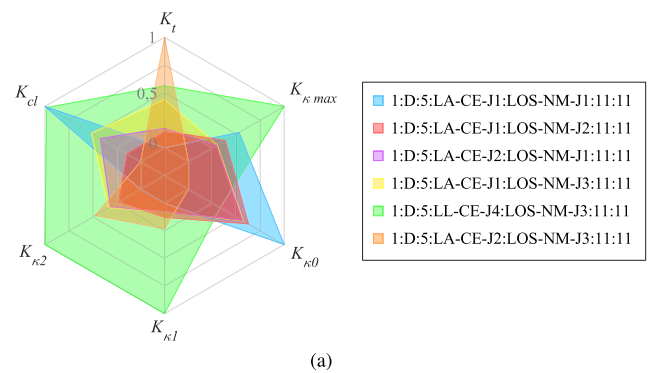 K_t
1
K_cl
0,5
K_κ max
0
K_κ2
K_κ0
K_κ1
1:D:5:LA-CE-J1:LOS-NM-J1:11:11
1:D:5:LA-CE-J1:LOS-NM-J2:11:11
1:D:5:LA-CE-J2:LOS-NM-J1:11:11
1:D:5:LA-CE-J1:LOS-NM-J3:11:11
1:D:5:LL-CE-J4:LOS-NM-J3:11:11
1:D:5:LA-CE-J2:LOS-NM-J3:11:11
(a)